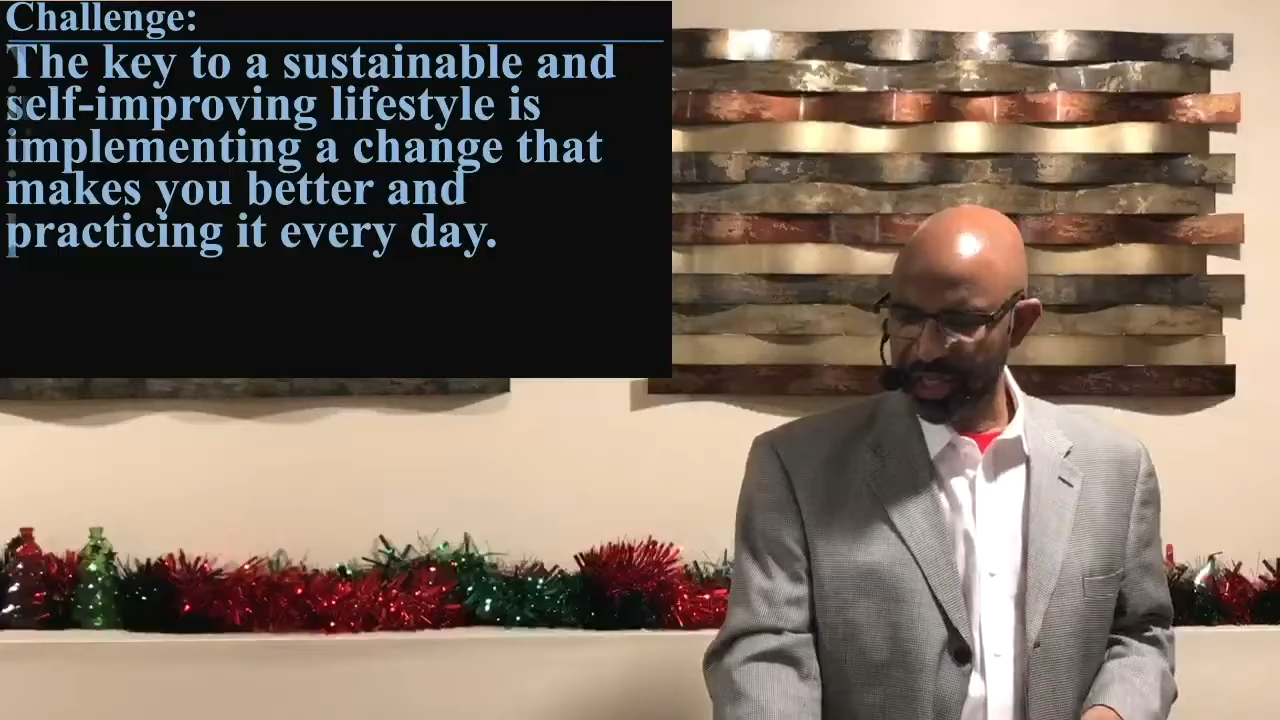 Challenge:
The key to a sustainable and
self-improving lifestyle is
implementing a change that
makes you better and
practicing it every day.